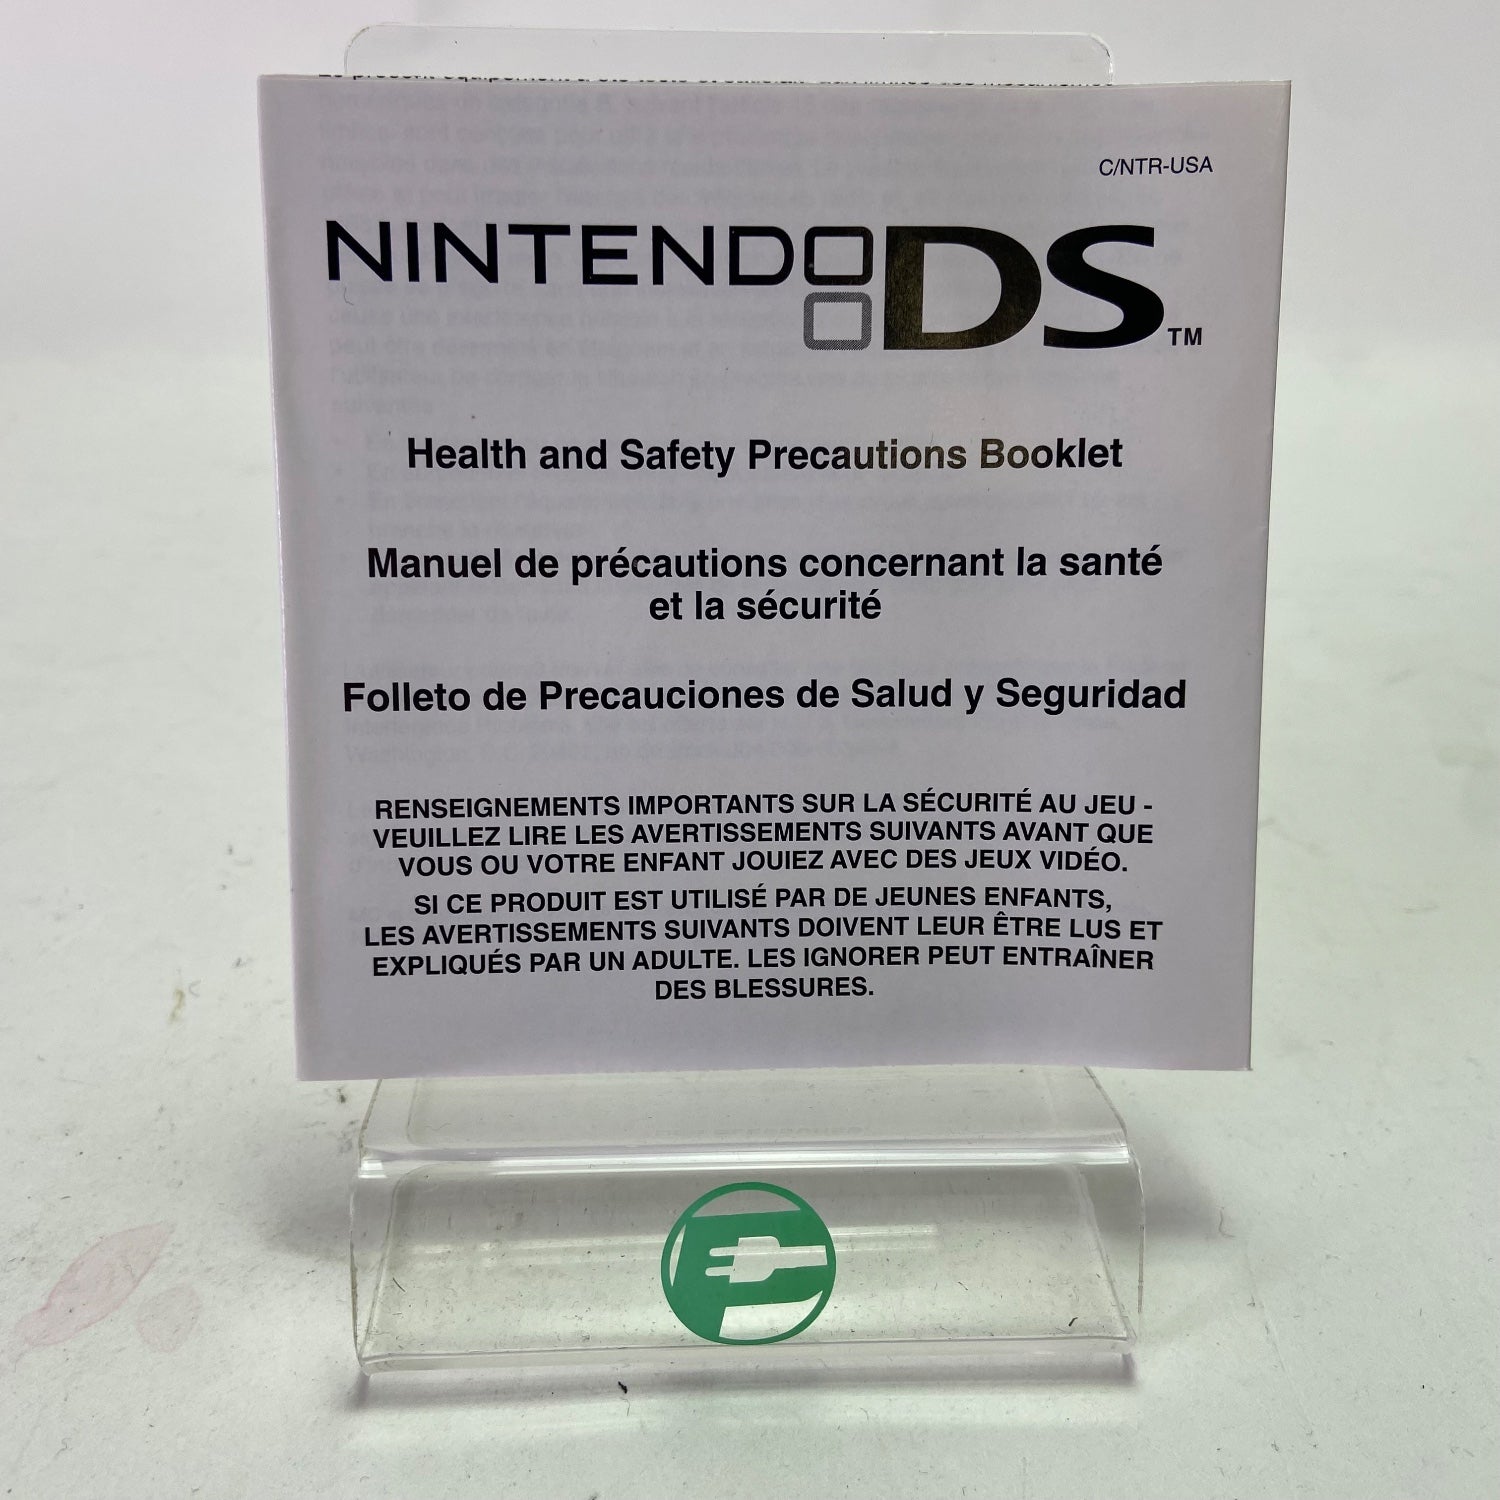 C/NTR-USA
NINTENDO DS™
Health and Safety Precautions Booklet
Manuel de précautions concernant la santé
et la sécurité
Folleto de Precauciones de Salud y Seguridad
RENSEIGNEMENTS IMPORTANTS SUR LA SÉCURITÉ AU JEU -
VEUILLEZ LIRE LES AVERTISSEMENTS SUIVANTS AVANT QUE
VOUS OU VOTRE ENFANT JOUIEZ AVEC DES JEUX VIDÉO.
SI CE PRODUIT EST UTILISÉ PAR DE JEUNES ENFANTS,
LES AVERTISSEMENTS SUIVANTS DOIVENT LEUR ÊTRE LUS ET
EXPLIQUÉS PAR UN ADULTE. LES IGNORER PEUT ENTRAÎNER
DES BLESSURES.